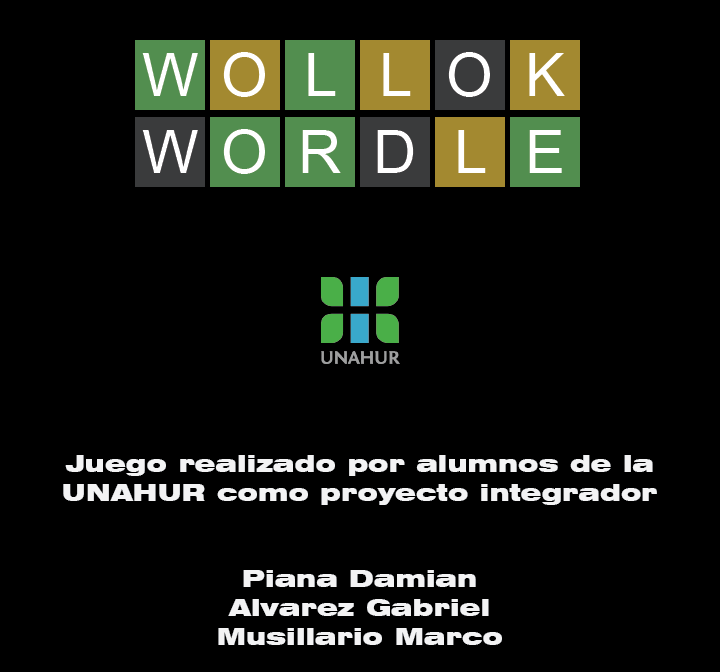 WOLLOK
WORDLE
UNAHUR
Juego realizado por alumnos de la
UNAHUR como proyecto integrador
Piana Damian
Alvarez Gabriel
Musillario Marco